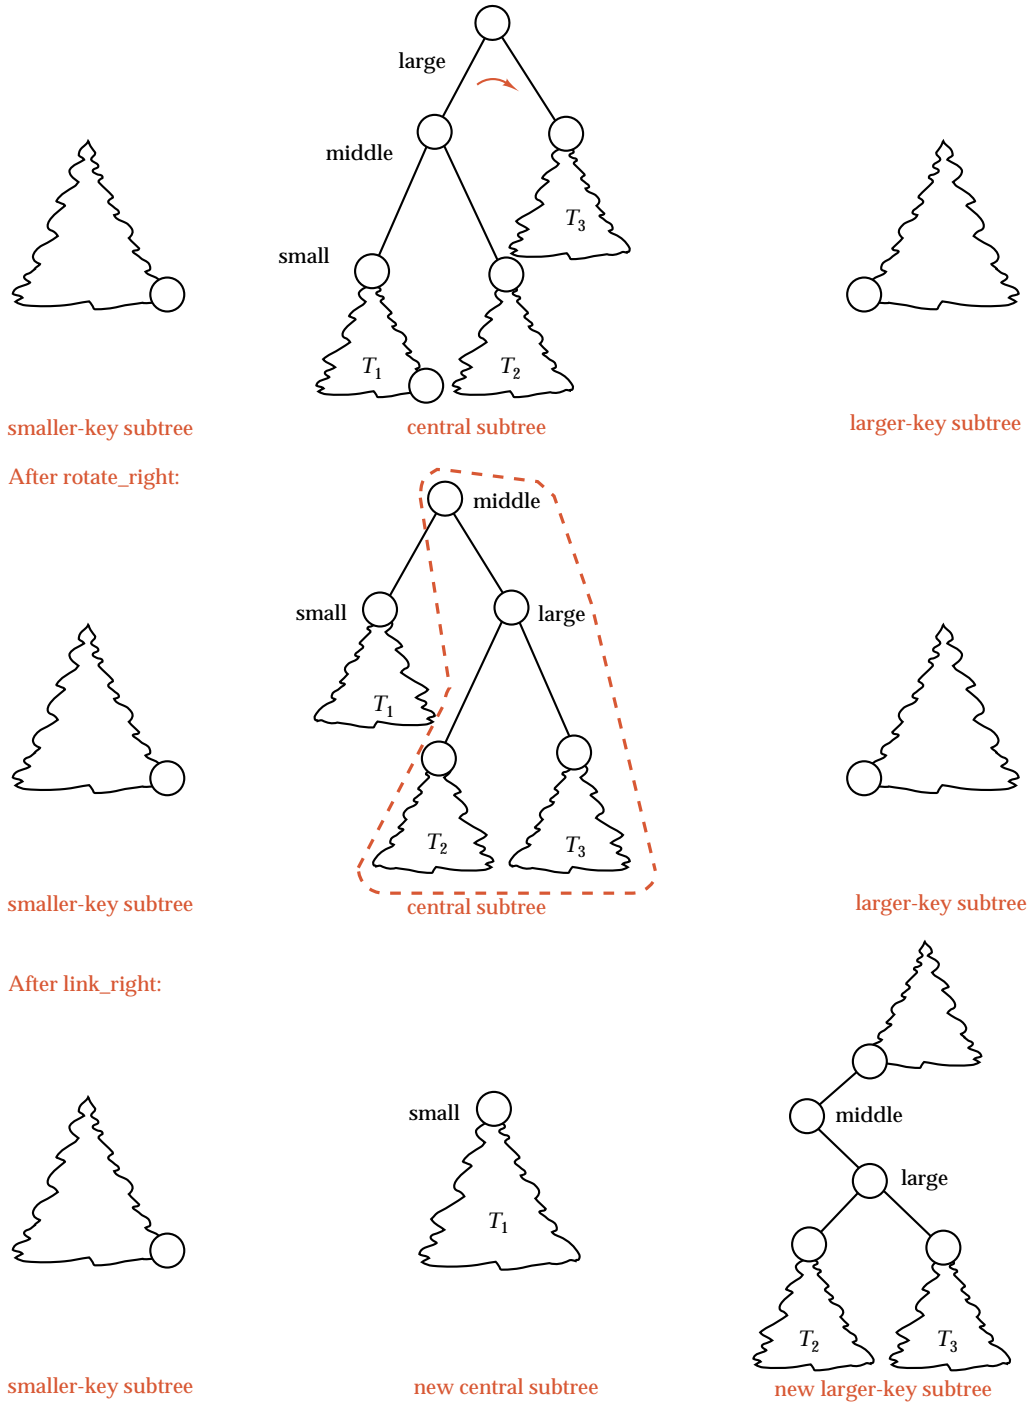 large
middle
T3
small
T1
T2
smaller-key subtree
central subtree
larger-key subtree
After rotate_right:
middle
small
large
T1
T2
T3
smaller-key subtree
central subtree
larger-key subtree
After link_right:
small
middle
large
T1
T2
T3
smaller-key subtree
new central subtree
new larger-key subtree